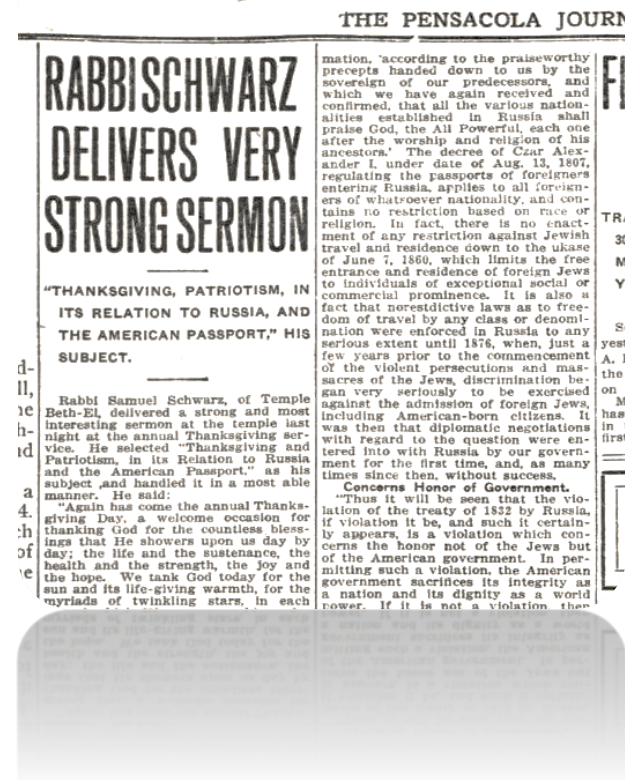 THE PENSACOLA JOURN
RABBI SCHWARZ
DELIVERS VERY
STRONG SERMON
"THANKSGIVING, PATRIOTISM, IN
ITS RELATION TO RUSSIA, AND
THE AMERICAN PASSPORT," HIS
SUBJECT.
Rabbi Samuel Schwarz, of Temple
Beth-El, delivered a strong and most
interesting sermon at the temple last
night at the annual Thanksgiving ser-
vice. He selected "Thanksgiving and
Patriotism, in its Relation to Russia
and the American Passport," as his
subject ,and handled it in a most able
manner. He said:
"Again has come the annual Thanks-
giving Day, a welcome occasion for
thanking God for the countless bless-
ings that He showers upon us day by
day; the life and the sustenance, the
health and the strength, the joy and
the hope. We tank God today for the
sun and its life-giving warmth, for the
myriads of twinkling stars, in each
mation, 'according to the praiseworthy
precepts handed down to us by the
sovereign of our predecessors, and
which we have again received and
confirmed, that all the various nation-
alities established in Russia shall
praise God, the All Powerful, each one
after the worship and religion of his
ancestors.' The decree of Czar Alex-
ander I, under date of Aug. 13, 1807,
regulating the passports of foreigners
entering Russia, applies to all foreign-
ers of whatsoever nationality, and con-
tains no restriction based on race or
religion. In fact, there is no enact-
ment of any restriction against Jewish
travel and residence down to the ukase
of June 7, 1860, which limits the free
entrance and residence of foreign Jews
to individuals of exceptional social or
commercial prominence. It is also a
fact that norestdictive laws as to free-
dom of travel by any class or denomi-
nation were enforced in Russia to any
serious extent until 1876, when, just a
few years prior to the commencement
of the violent persecutions and mas-
sacres of the Jews, discrimination be-
gan very seriously to be exercised
against the admission of foreign Jews,
including American-born citizens. It
was then that diplomatic negotiations
with regard to the question were en-
tered into with Russia by our govern-
ment for the first time, and, as many
times since then, without success.
Concerns Honor of Government.
"Thus it will be seen that the vio-
lation of the treaty of 1832 by Russia,
if violation it be, and such it certain-
ly appears, is a violation which con-
cerns the honor not of the Jews but
of the American government. In per-
mitting such a violation, the American
government sacrifices its integrity as
a nation and its dignity as a world
power. If it is not a violation then